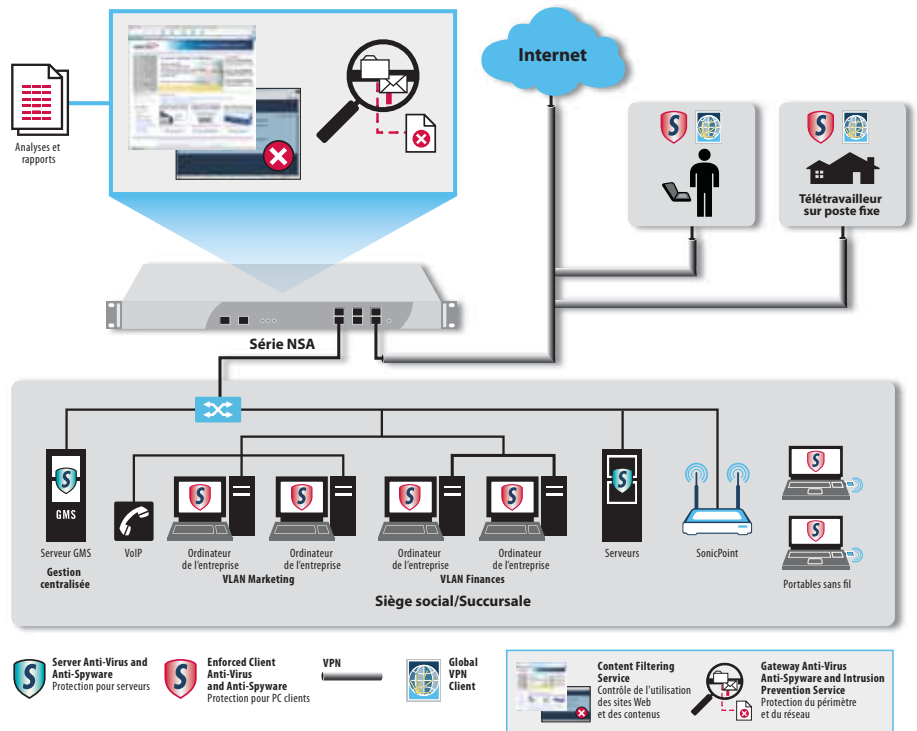 Internet
Analyses et
rapports
Télétravailleur
sur poste fixe
Série NSA
GMS
Serveur GMS
Gestion
centralisée
VoIP
Ordinateur
de l'entreprise
Ordinateur
de l'entreprise
VLAN Marketing
Ordinateur
de l'entreprise
Ordinateur
de l'entreprise
VLAN Finances
Serveurs
SonicPoint
Portables sans fil
Siège social/Succursale
Server Anti-Virus and
Anti-Spyware
Protection pour serveurs
Enforced Client
Anti-Virus
and Anti-Spyware
Protection pour PC clients
VPN
Global
VPN
Client
Content Filtering
Service
Contrôle de l'utilisation
des sites Web
et des contenus
Gateway Anti-Virus
Anti-Spyware and Intrusion
Prevention Service
Protection du périmètre
et du réseau